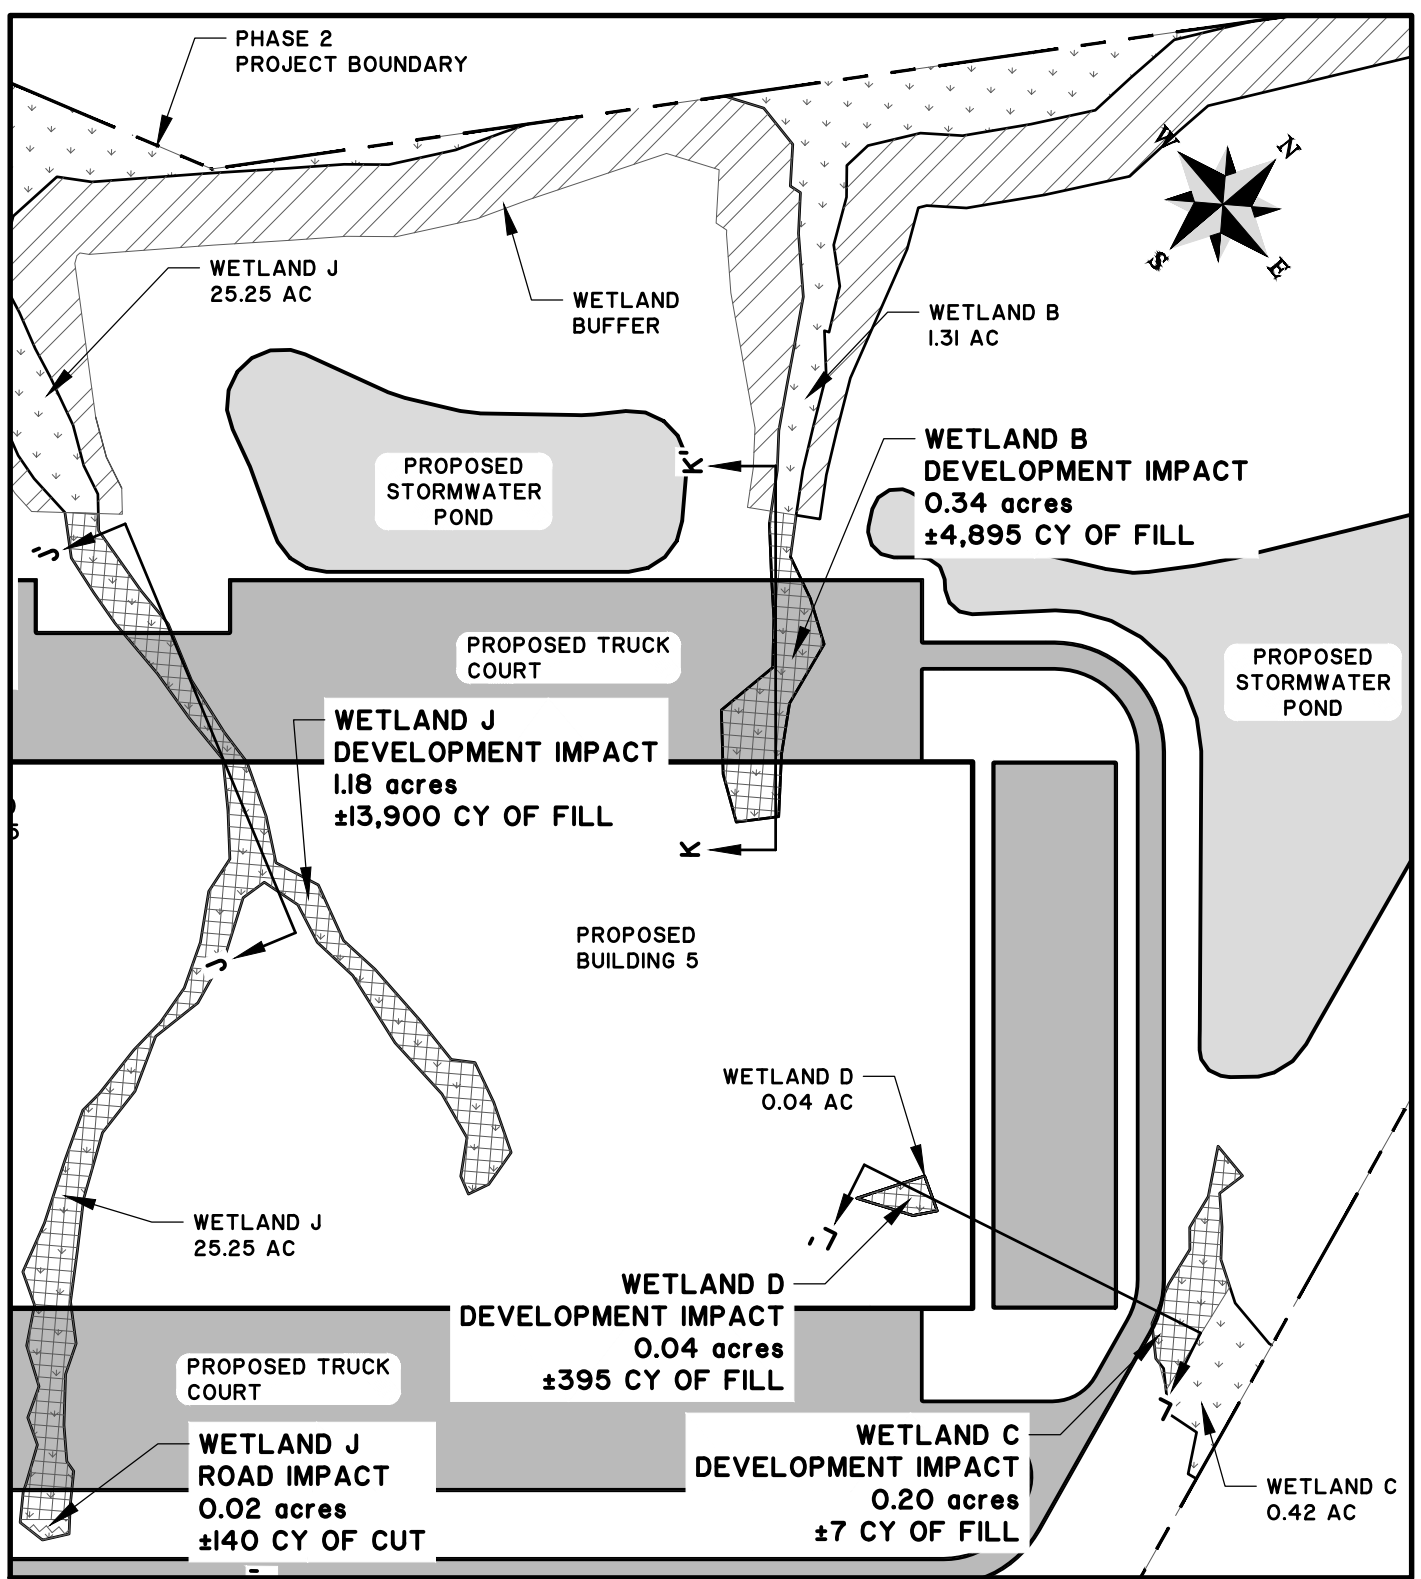 PHASE 2
PROJECT BOUNDARY
W
N
S
E
WETLAND J
25.25 AC
WETLAND
BUFFER
WETLAND B
1.31 AC
WETLAND B
DEVELOPMENT IMPACT
0.34 acres
±4,895 CY OF FILL
PROPOSED
STORMWATER
POND
K'
J'
PROPOSED TRUCK
COURT
PROPOSED
STORMWATER
POND
WETLAND J
DEVELOPMENT IMPACT
1.18 acres
±13,900 CY OF FILL
K
J
PROPOSED
BUILDING 5
WETLAND D
0.04 AC
L'
WETLAND J
25.25 AC
WETLAND D
DEVELOPMENT IMPACT
0.04 acres
±395 CY OF FILL
PROPOSED TRUCK
COURT
L
WETLAND J
ROAD IMPACT
0.02 acres
±140 CY OF CUT
WETLAND C
DEVELOPMENT IMPACT
0.20 acres
±7 CY OF FILL
WETLAND C
0.42 AC